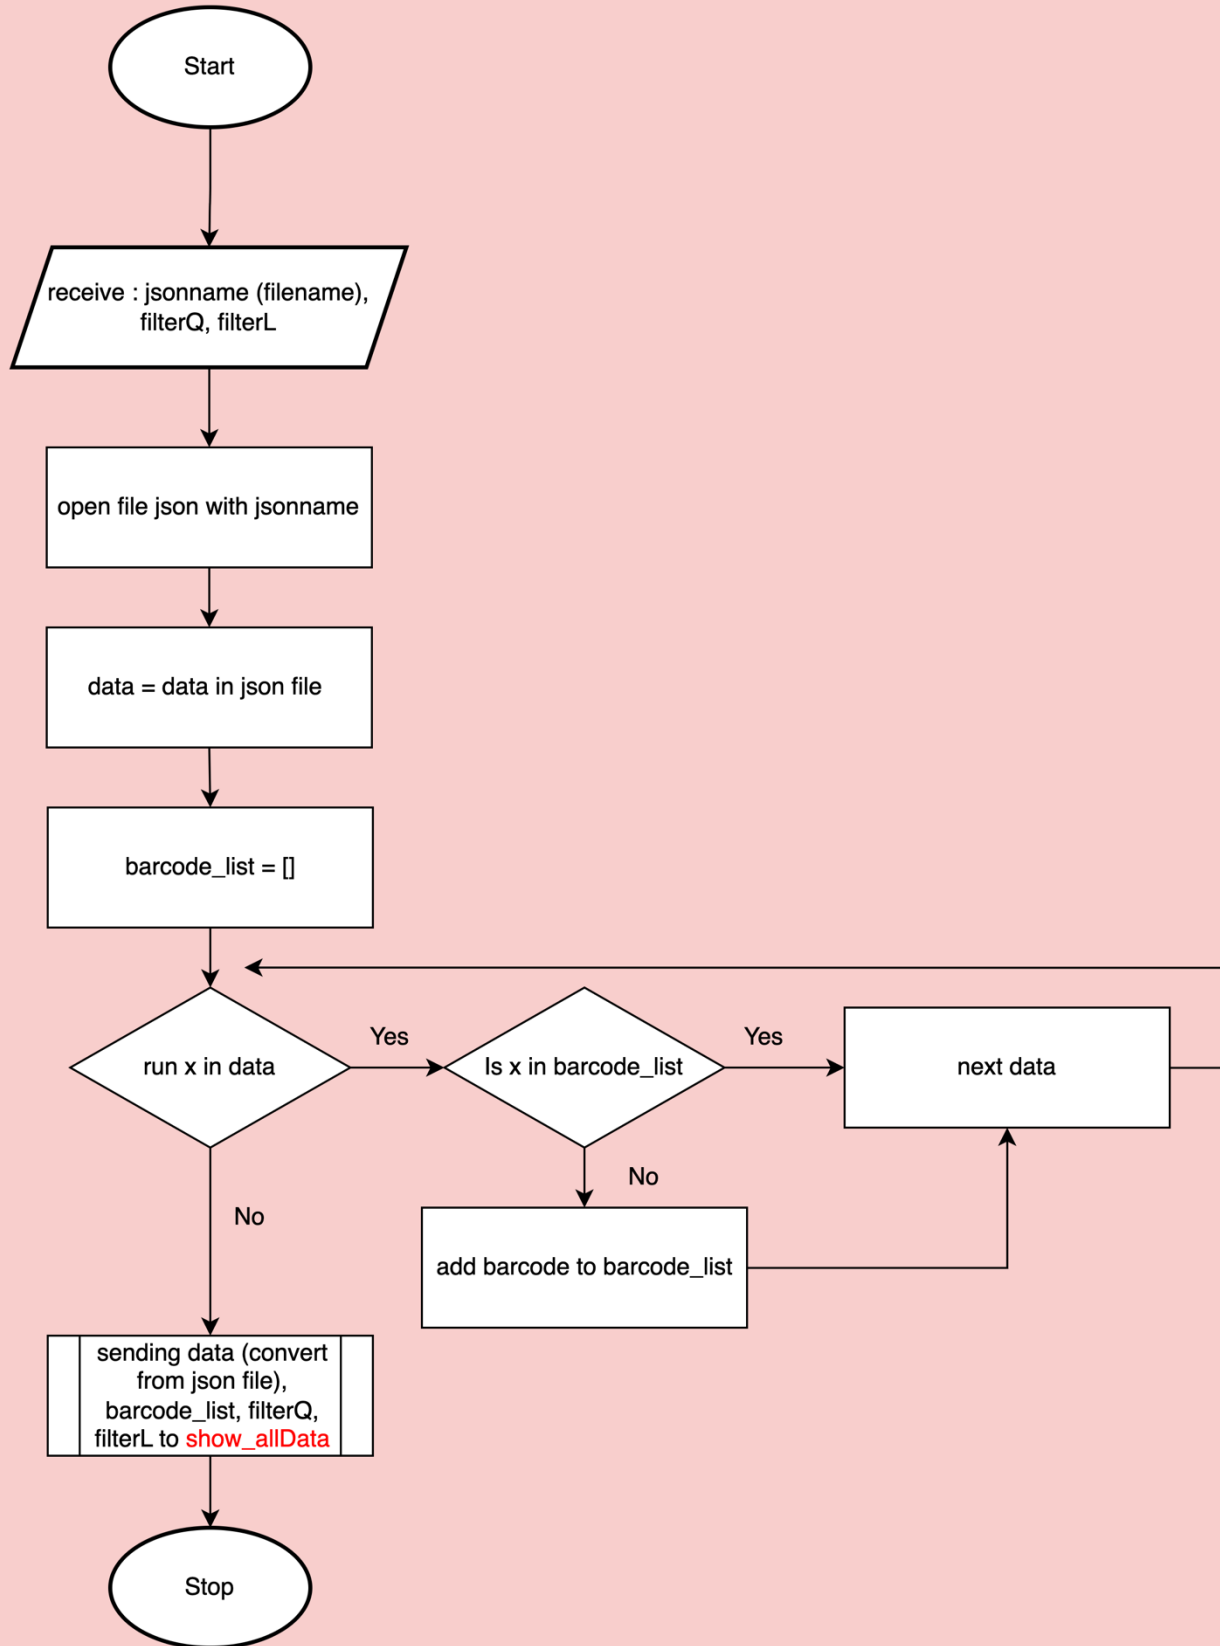 Start
receive : jsonname (filename),
filterQ, filterL
open file json with jsonname
data = data in json file
barcode_list = []
run x in data
Yes
Is x in barcode_list
Yes
next data
No
No
add barcode to barcode_list
sending data (convert
from json file),
barcode_list, filterQ,
filterL to show_allData
Stop